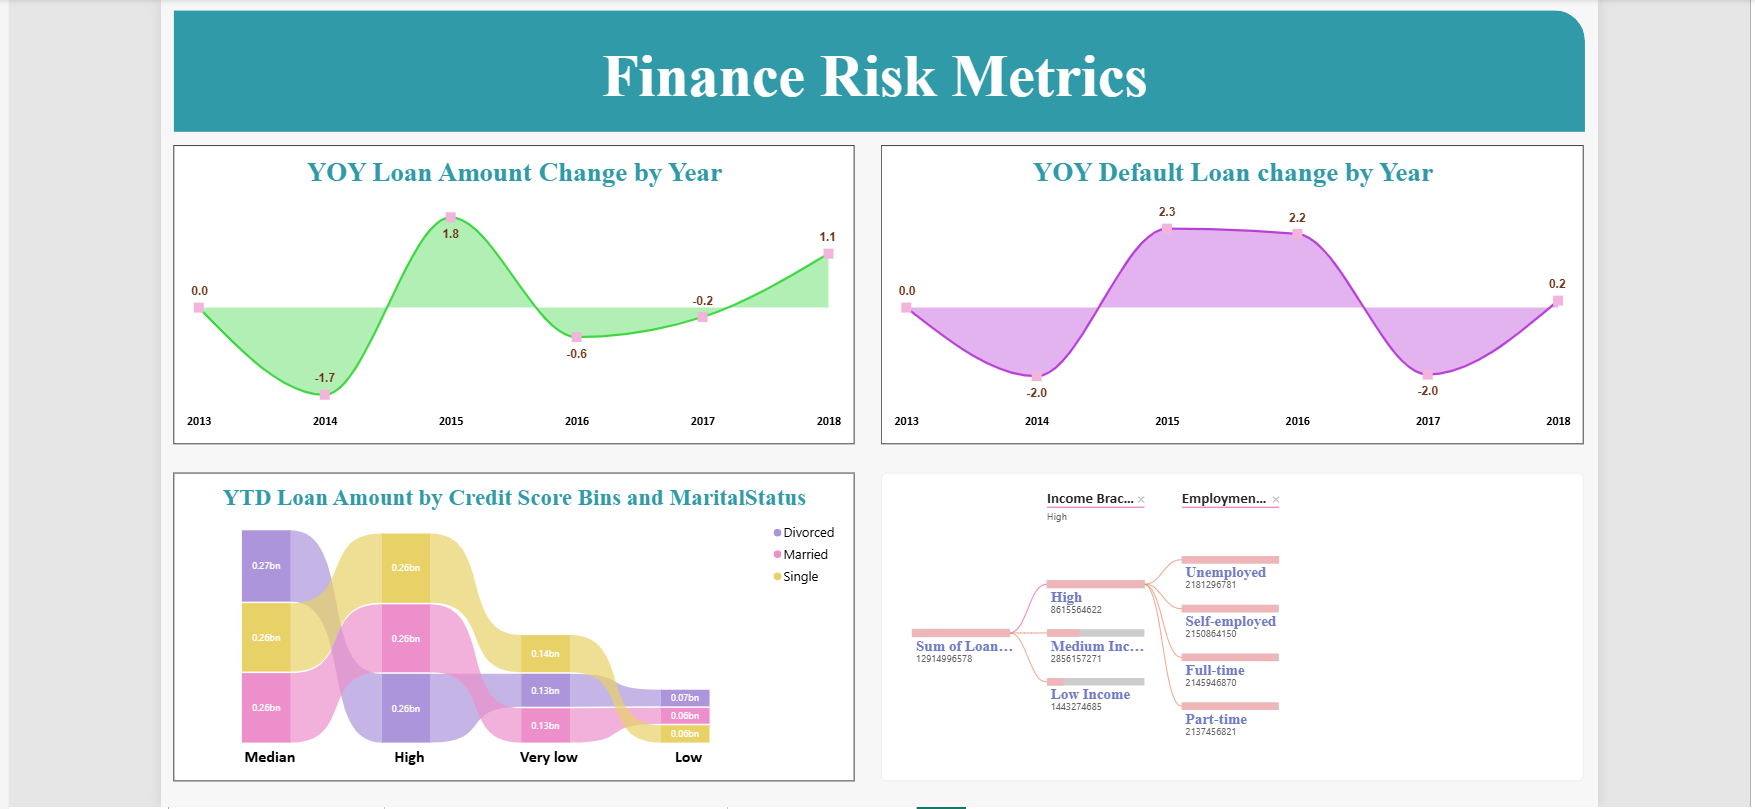 Finance Risk Metrics
YOY Loan Amount Change by Year
0.0
-1.7
1.8
-0.6
-0.2
1.1
2013 2014 2015 2016 2017 2018
YOY Default Loan change by Year
0.0
-2.0
2.3
2.2
-2.0
0.2
2013 2014 2015 2016 2017 2018
YTD Loan Amount by Credit Score Bins and MaritalStatus
Divorced
Married
Single
0.27bn
0.26bn
0.26bn
0.26bn
0.26bn
0.26bn
0.14bn
0.13bn
0.13bn
0.07bn
0.06bn
0.06bn
Median High Very low Low
Income Brac... ×
High
Employmen... ×
Sum of Loan...
12914996578
High
8615564622
Medium Inc...
2856157271
Low Income
1443274685
Unemployed
2181296781
Self-employed
2150864150
Full-time
2145946870
Part-time
2137456821